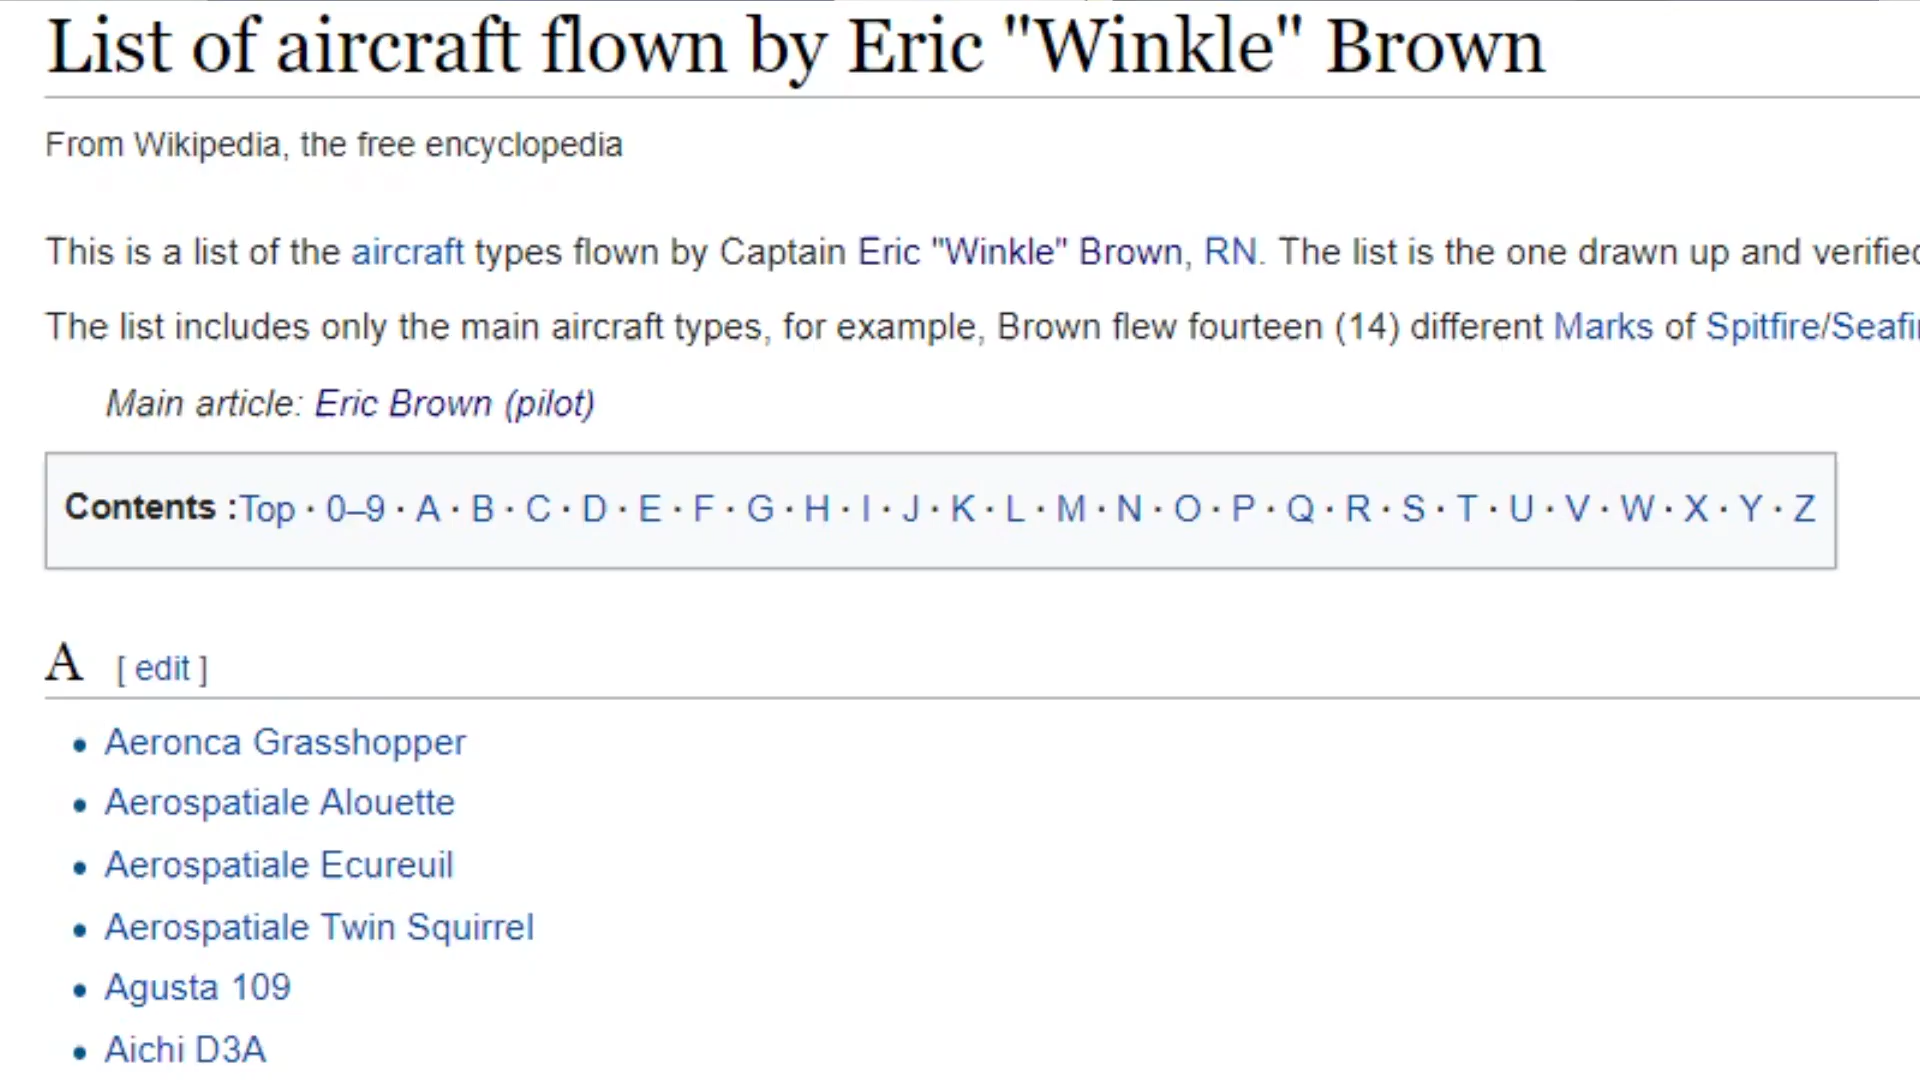 List of aircraft flown by Eric "Winkle" Brown
From Wikipedia, the free encyclopedia
This is a list of the aircraft types flown by Captain Eric "Winkle" Brown, RN. The list is the one drawn up and verified
The list includes only the main aircraft types, for example, Brown flew fourteen (14) different Marks of Spitfire/Seafi
Main article: Eric Brown (pilot)
Contents :Top · 0–9 · A · B · C · D · E · F · G · H · I · J · K · L · M · N · O · P · Q · R · S · T · U · V · W · X · Y · Z
A [ edit ]
• Aeronca Grasshopper
• Aerospatiale Alouette
• Aerospatiale Ecureuil
• Aerospatiale Twin Squirrel
• Agusta 109
• Aichi D3A